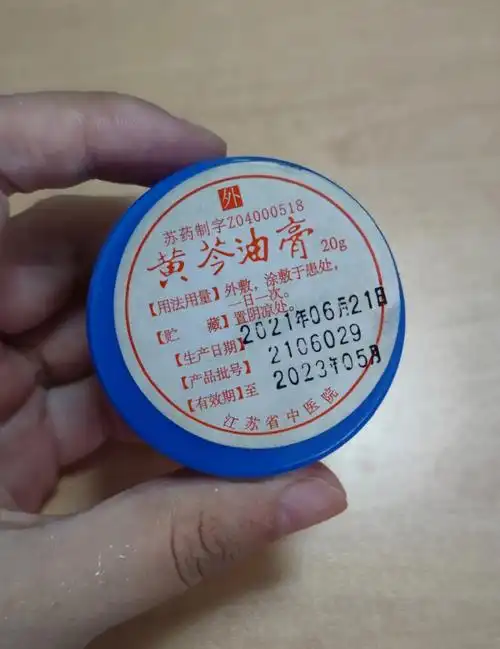 外
苏药制字Z04000518
黄芩油膏 20g
【用法用量】外敷，涂敷于患处，
一日一次。
【贮 藏】置阴凉处。
【生产日期】2021年06月21日
【产品批号】2106029
【有效期】至 2023年05月
江苏省中医院